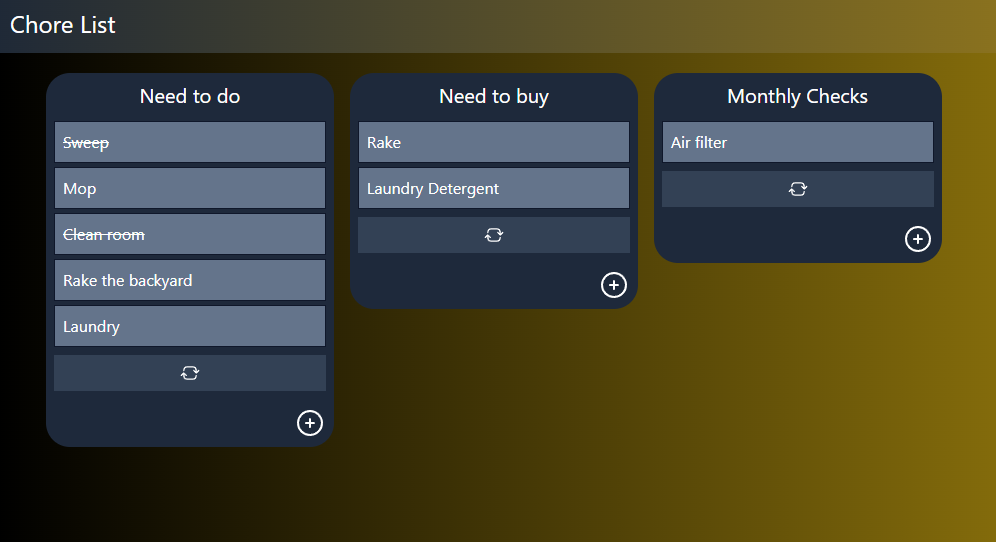 Chore List
Need to do
Sweep
Mop
Clean room
Rake the backyard
Laundry
Need to buy
Rake
Laundry Detergent
Monthly Checks
Air filter